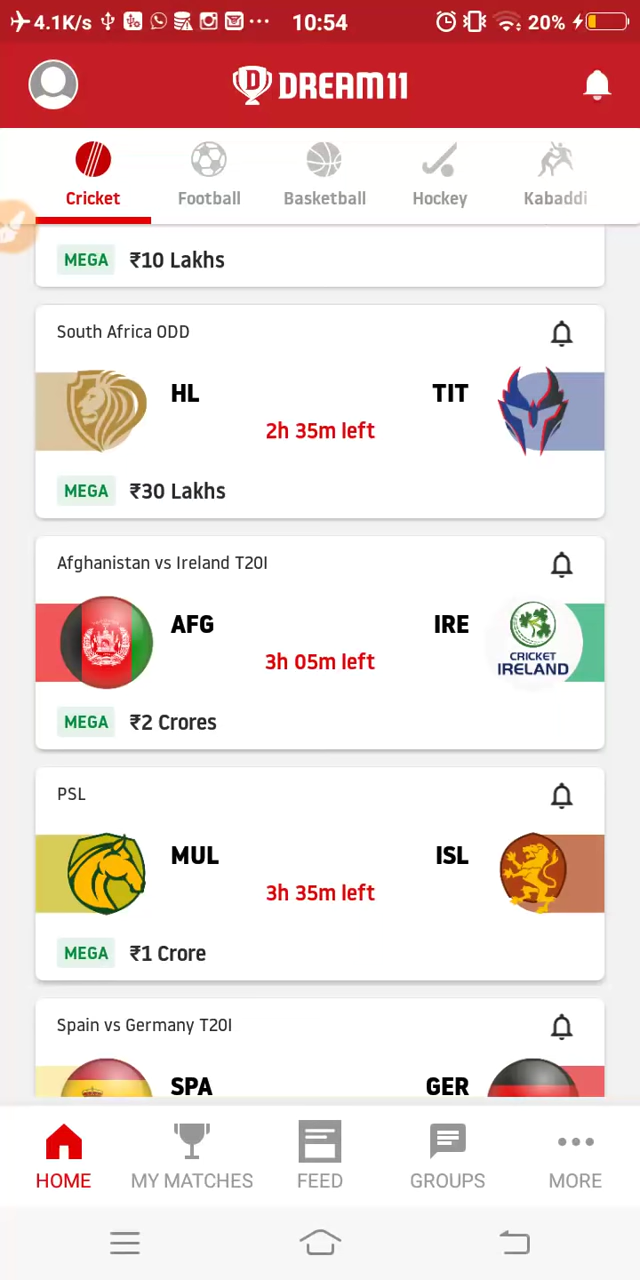 4.1K/s 10:54 20%
DREAM11
Cricket Football Basketball Hockey Kabaddi
MEGA ₹10 Lakhs
South Africa ODD
HL TIT
2h 35m left
MEGA ₹30 Lakhs
Afghanistan vs Ireland T20I
AFG IRE
CRICKET
IRELAND
3h 05m left
MEGA ₹2 Crores
PSL
MUL ISL
3h 35m left
MEGA ₹1 Crore
Spain vs Germany T20I
SPA GER
HOME MY MATCHES FEED GROUPS MORE